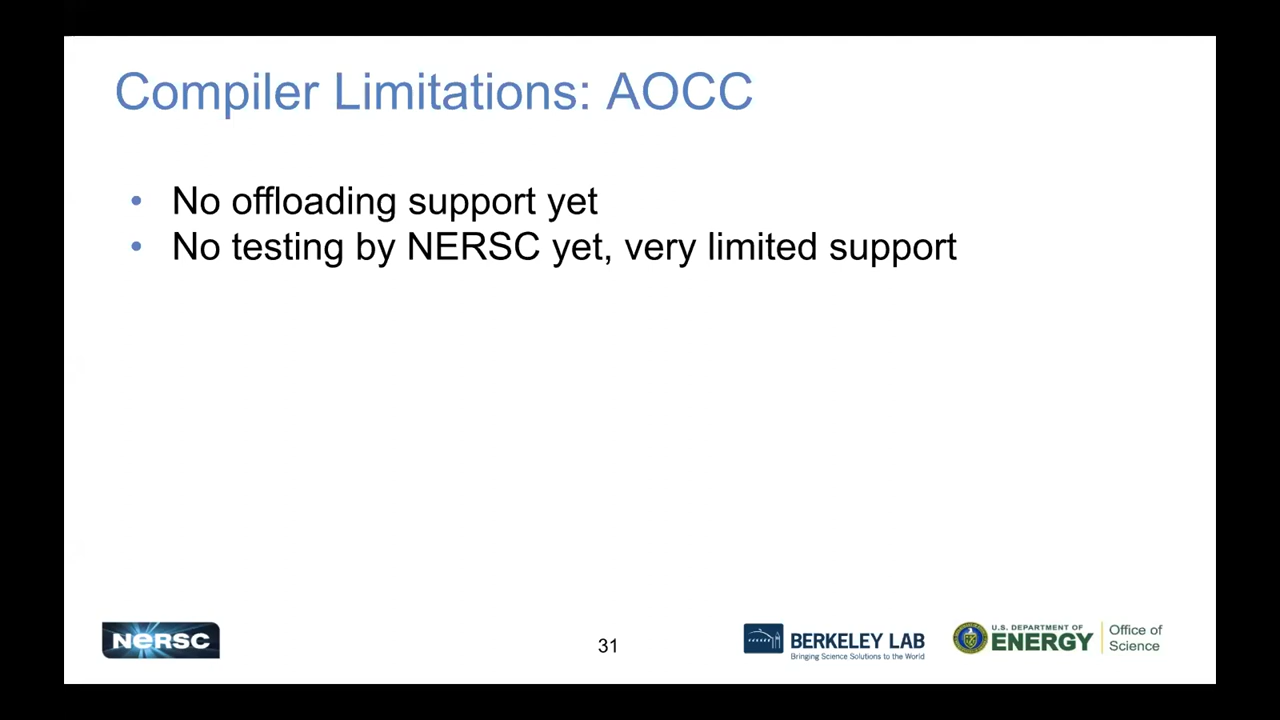 Compiler Limitations: AOCC
• No offloading support yet
• No testing by NERSC yet, very limited support
NERSC
31
BERKELEY LAB
Bringing Science Solutions to the World
U.S. DEPARTMENT OF
ENERGY
Office of
Science